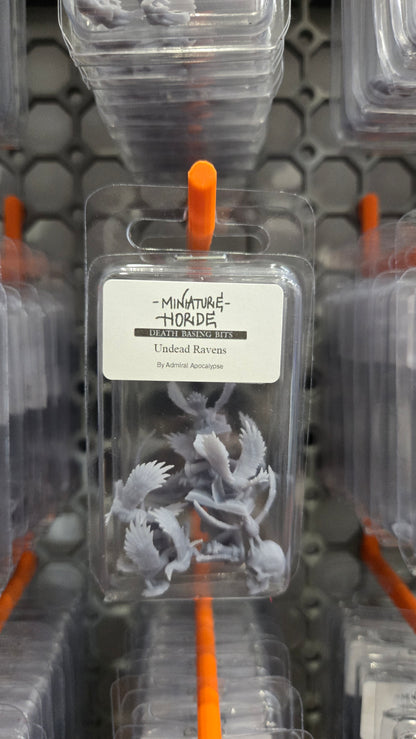 -MINIATURE-
HORDE
DEATH BASING BITS
Undead Ravens
By Admiral Apocalypse